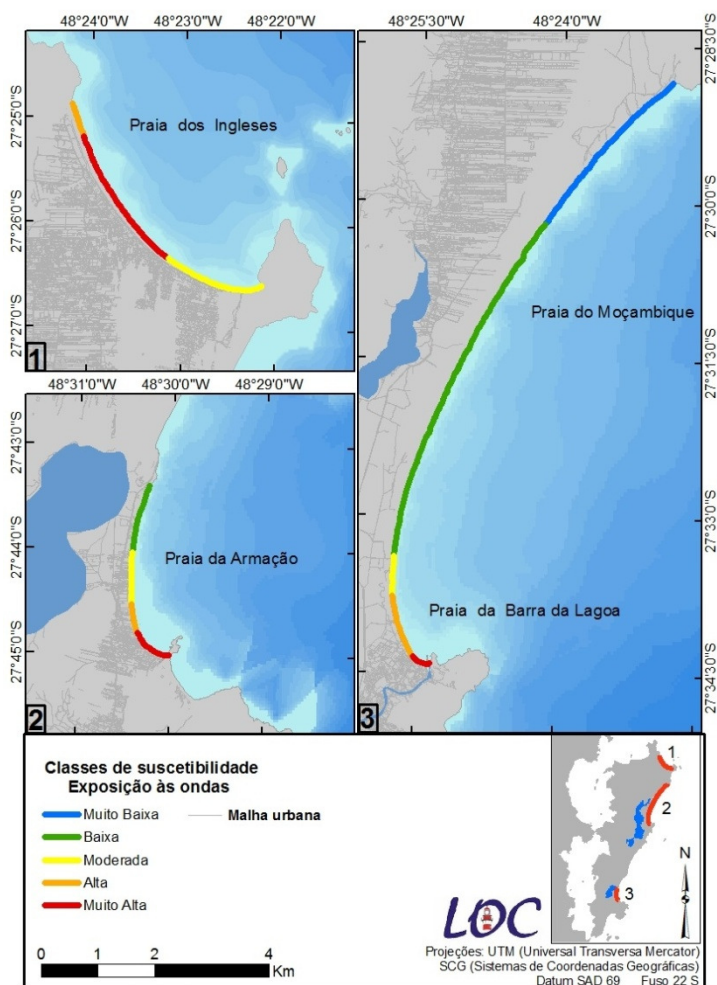 48°24'0"W 48°23'0"W 48°22'0"W
48°25'30"W 48°24'0"W
27°25'0"S
27°26'0"S
27°27'0"S
Praia dos Ingleses
1
48°31'0"W 48°30'0"W 48°29'0"W
27°43'0"S
27°44'0"S
27°45'0"S
Praia da Armação
2
27°28'30"S
27°30'0"S
27°31'30"S
27°33'0"S
27°34'30"S
Praia do Moçambique
Praia da Barra da Lagoa
3
Classes de suscetibilidade
Exposição às ondas
Muito Baixa
Malha urbana
Baixa
Moderada
Alta
Muito Alta
0 1 2 4
Km
1
2
3
N
LOC
Projeções: UTM (Universal Transversa Mercator)
SCG (Sistemas de Coordenadas Geográficas)
Datum SAD 69 Fuso 22 S